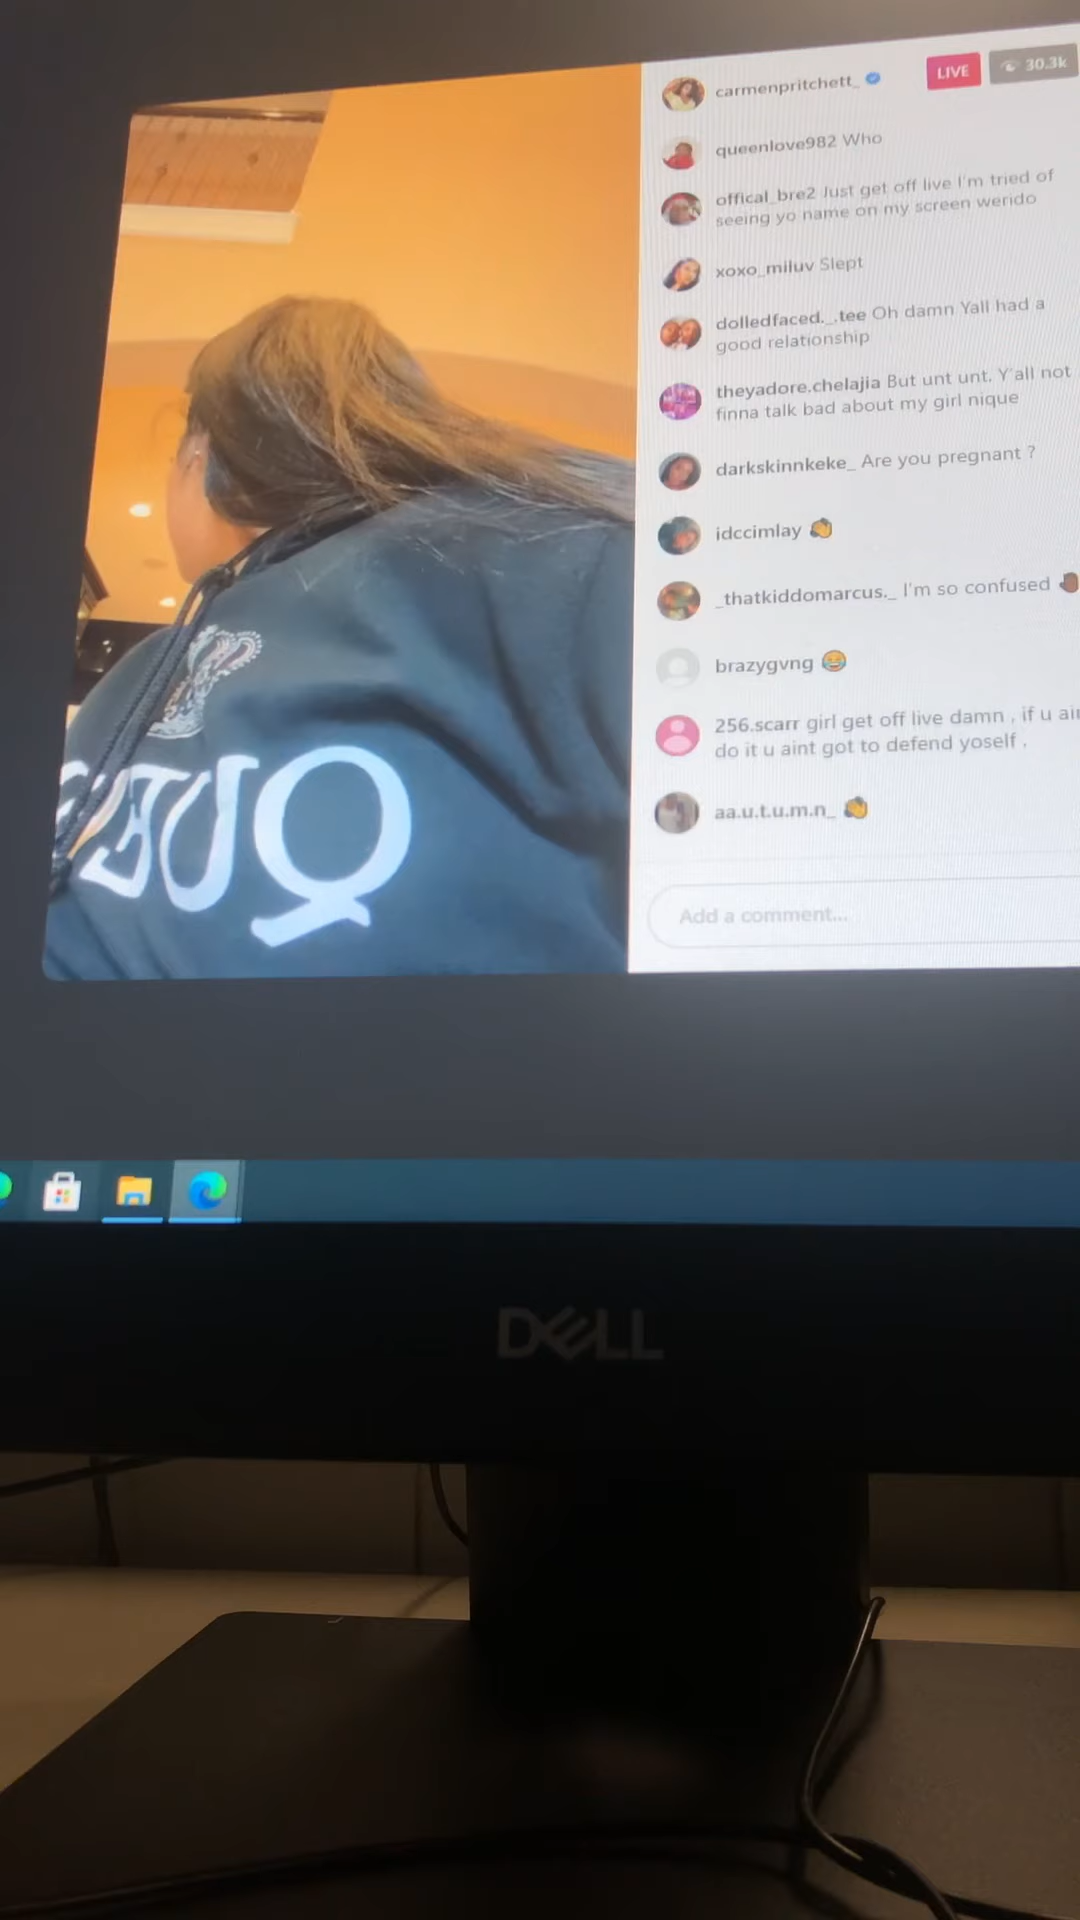 carmenpritchett_
LIVE
30.3k
queenlove982 Who
offical_bre2 Just get off live I'm tried of
seeing yo name on my screen werido
xoxo_miluv Slept
dolledfaced._.tee Oh damn Yall had a
good relationship
theyadore.chelajia But unt unt. Y'all not
finna talk bad about my girl nique
darkskinnkeke_ Are you pregnant ?
idccimlay 👏
_thatkiddomarcus._ I'm so confused
brazygvng 😂
256.scarr girl get off live damn , if u
do it u aint got to defend yoself .
aa.u.t.u.m.n_ 👏
Add a comment...
DELL